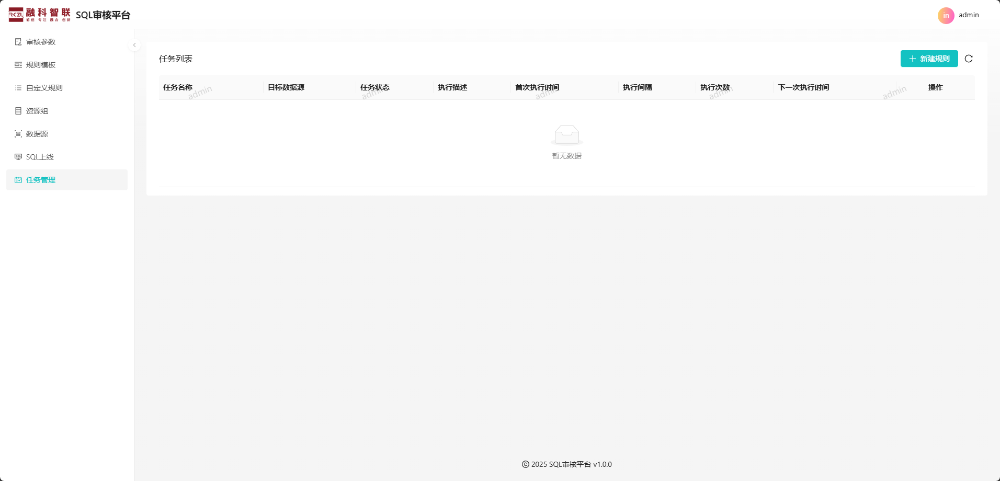 RKZL 融科智联 SQL审核平台
诚信 专注 融合 创新
in admin
审核参数
规则模板
自定义规则
资源组
数据源
SQL上线
任务管理
任务列表
新建规则
任务名称 目标数据源 任务状态 执行描述 首次执行时间 执行间隔 执行次数 下一次执行时间 操作
admin admin admin admin admin
暂无数据
© 2025 SQL审核平台 v1.0.0